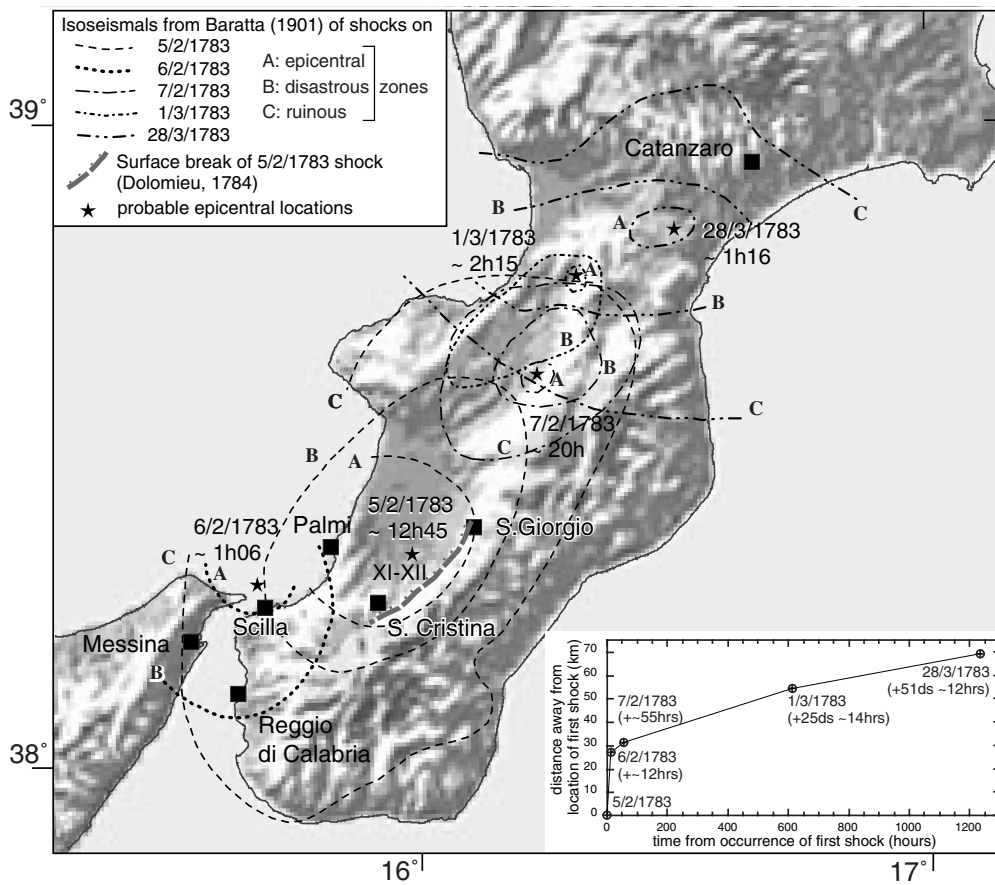 Isoseismals from Baratta (1901) of shocks on
5/2/1783
6/2/1783
7/2/1783
1/3/1783
28/3/1783
A: epicentral
B: disastrous
C: ruinous
zones
Surface break of 5/2/1783 shock
(Dolomieu, 1784)
probable epicentral locations
39°
38°
16°
17°
Catanzaro
C
B
A
28/3/1783
~ 1h16
1/3/1783
~ 2h15
A
B
B
B
A
C
C
C
7/2/1783
20h
B
A
5/2/1783
~ 12h45
XI-XII
S.Giorgio
Palmi
6/2/1783
~ 1h06
C
A
Scilla
S. Cristina
Messina
B
Reggio
di Calabria
distance away from
location of first shock (km)
70
60
50
40
30
20
10
0
7/2/1783
(+~55hrs)
6/2/1783
(+~12hrs)
5/2/1783
1/3/1783
(+25ds ~14hrs)
28/3/1783
(+51ds ~12hrs)
0
200
400
600
800
1000
1200
time from occurrence of first shock (hours)